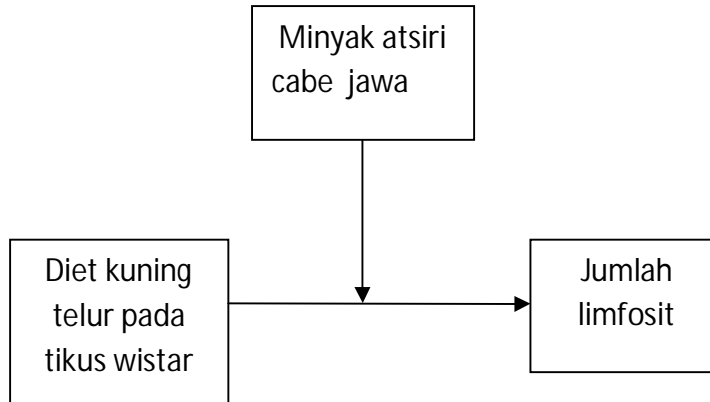 Minyak atsiri
cabe jawa
Diet kuning
telur pada
tikus wistar
Jumlah
limfosit